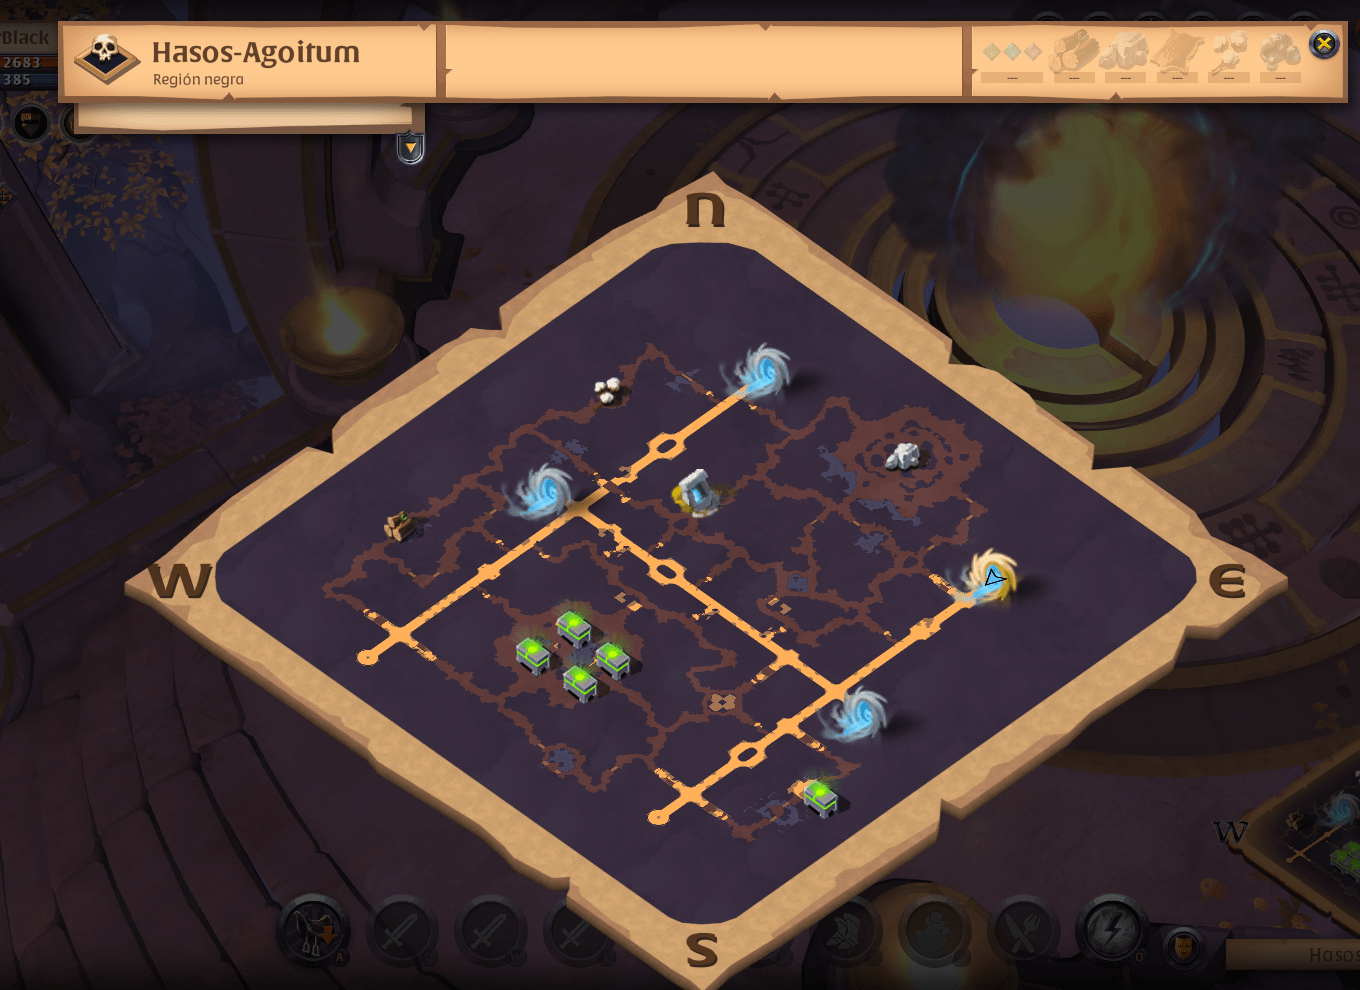 Black
Hasos-Agoitum
Región negra
2683
385
--- --- --- --- --- ---
N
W
E
S
W
A
O
Hasos